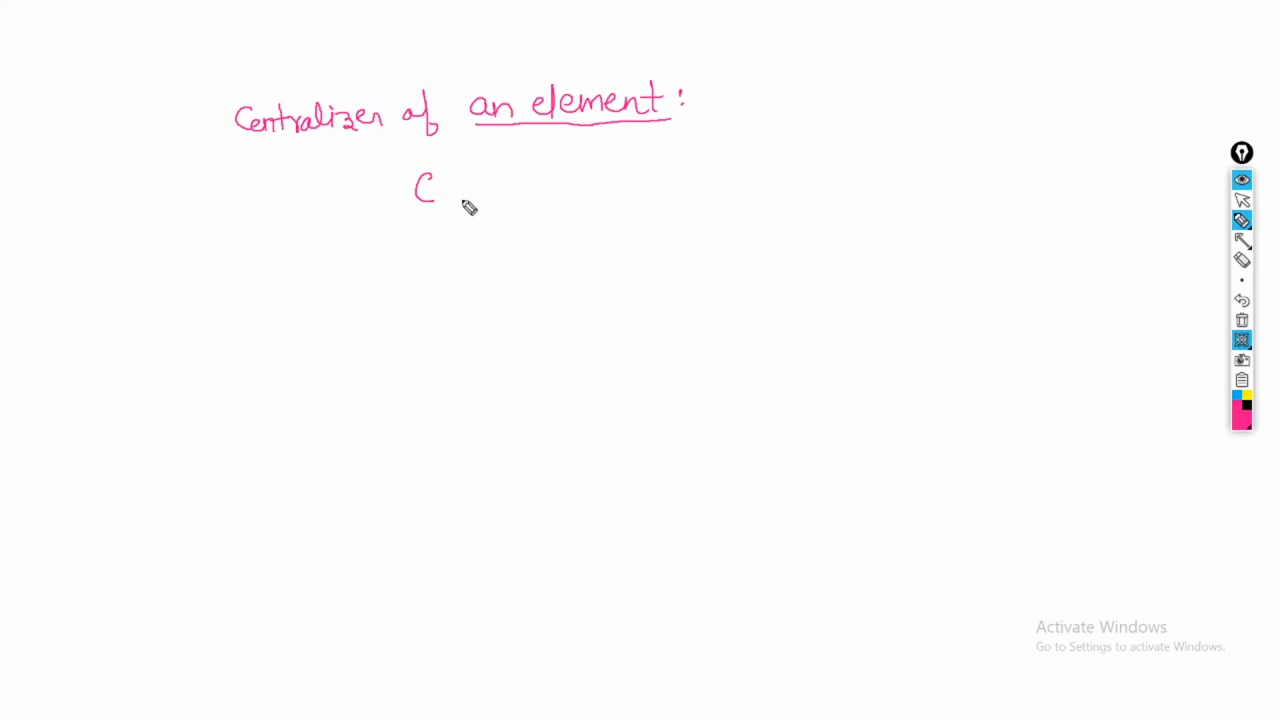 Centralizer of an element:
C
Activate Windows
Go to Settings to activate Windows.